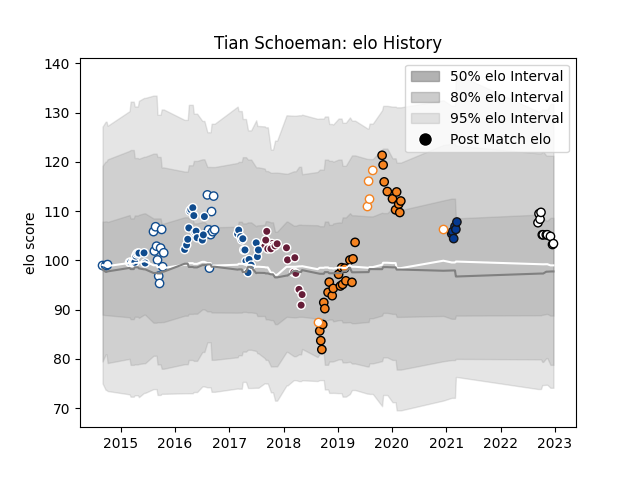 Tian Schoeman: elo History
140
130
120
110
100
90
80
70
elo score
50% elo Interval
80% elo Interval
95% elo Interval
Post Match elo
2015 2016 2017 2018 2019 2020 2021 2022 2023